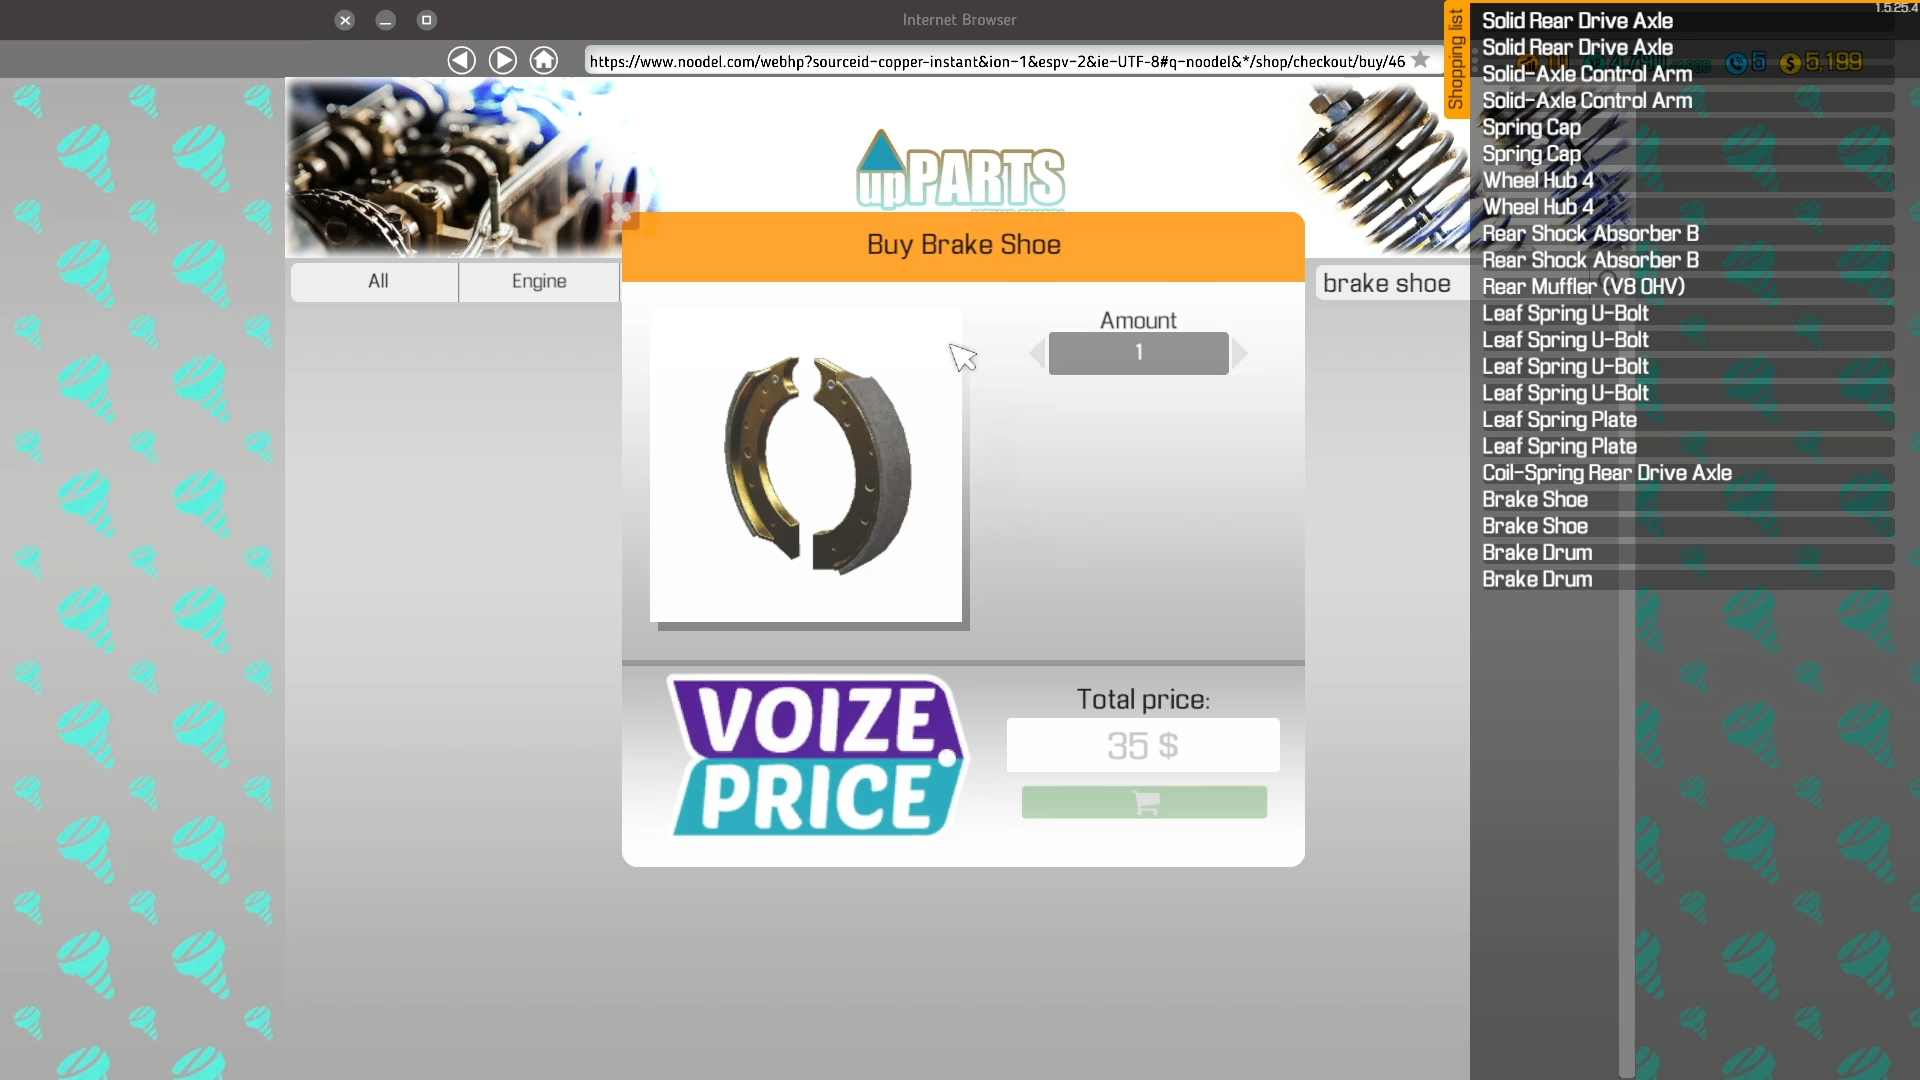 Internet Browser
https://www.noodel.com/webhp?sourceid-copper-instant&ion-1&espv-2&ie-UTF-8#q-noodel&*/shop/checkout/buy/46
1.5.25.4
5
5,199
upPARTS
Buy Brake Shoe
All
Engine
brake shoe
Amount
1
VOIZE.
PRICE
Total price:
35 $
Shopping list
Solid Rear Drive Axle
Solid Rear Drive Axle
Solid-Axle Control Arm
Solid-Axle Control Arm
Spring Cap
Spring Cap
Wheel Hub 4
Wheel Hub 4
Rear Shock Absorber B
Rear Shock Absorber B
Rear Muffler (V8 OHV)
Leaf Spring U-Bolt
Leaf Spring U-Bolt
Leaf Spring U-Bolt
Leaf Spring U-Bolt
Leaf Spring Plate
Leaf Spring Plate
Coil-Spring Rear Drive Axle
Brake Shoe
Brake Shoe
Brake Drum
Brake Drum